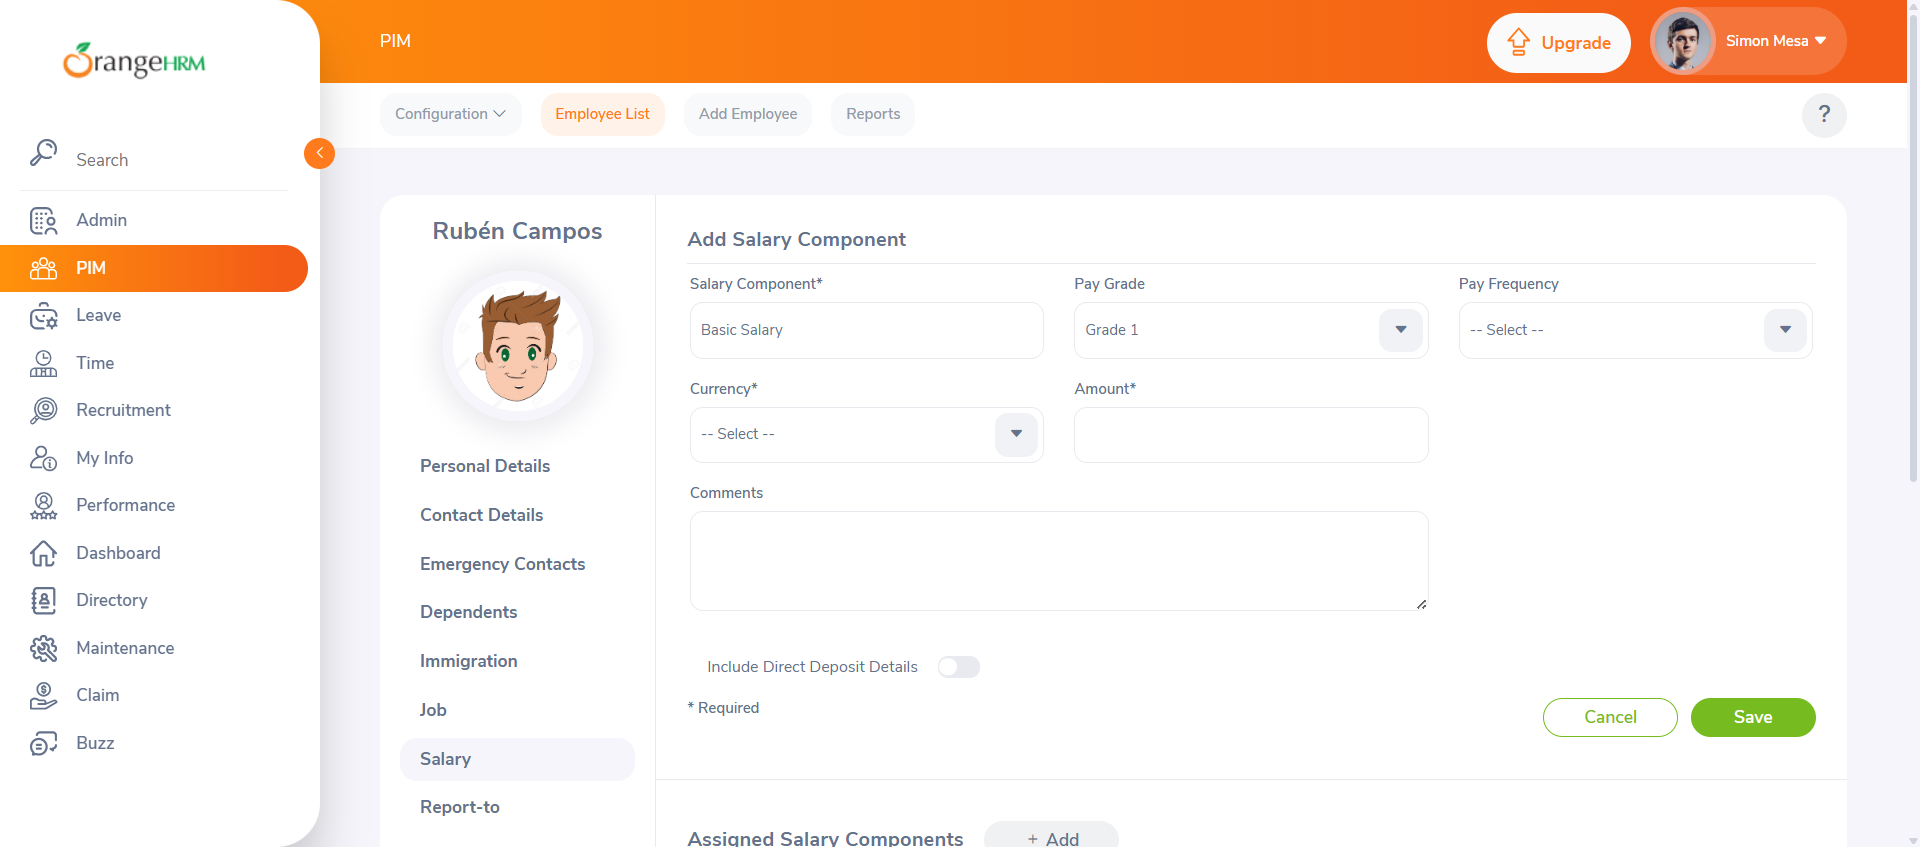 OrangeHRM
PIM
Upgrade
Simon Mesa
Configuration
Employee List
Add Employee
Reports
?
Search
Admin
PIM
Leave
Time
Recruitment
My Info
Performance
Dashboard
Directory
Maintenance
Claim
Buzz
Rubén Campos
Personal Details
Contact Details
Emergency Contacts
Dependents
Immigration
Job
Salary
Report-to
Add Salary Component
Salary Component*
Pay Grade
Pay Frequency
Basic Salary
Grade 1
-- Select --
Currency*
Amount*
-- Select --
Comments
Include Direct Deposit Details
* Required
Cancel
Save
Assigned Salary Components
+ Add